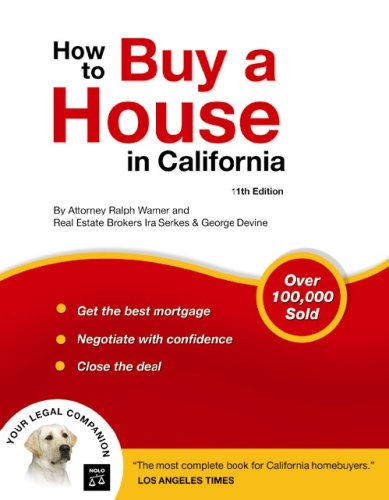 How
to
Buy a
House
in California
11th Edition
By Attorney Ralph Warner and
Real Estate Brokers Ira Serkes & George Devine
Over
100,000
Sold
Get the best mortgage
Negotiate with confidence
Close the deal
YOUR LEGAL COMPANION
NOLO
"The most complete book for California homebuyers."
LOS ANGELES TIMES